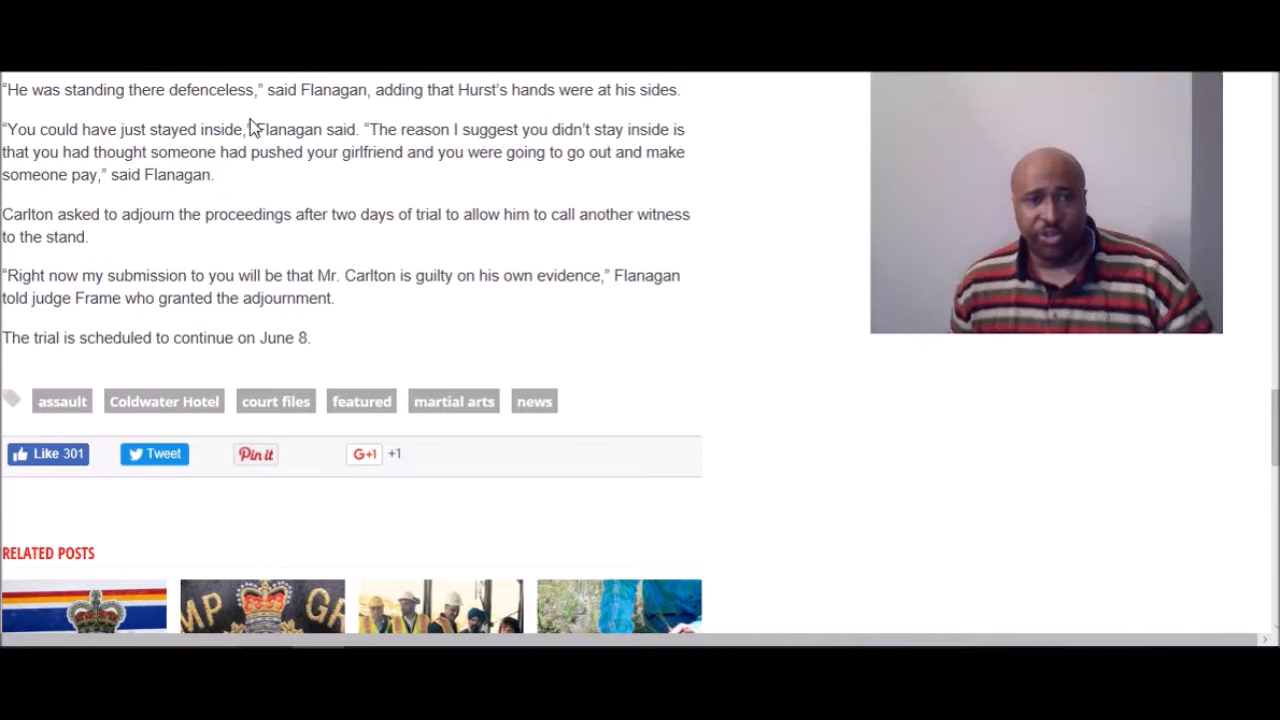 “He was standing there defenceless,” said Flanagan, adding that Hurst’s hands were at his sides.
“You could have just stayed inside,” Flanagan said. “The reason I suggest you didn’t stay inside is
that you had thought someone had pushed your girlfriend and you were going to go out and make
someone pay,” said Flanagan.
Carlton asked to adjourn the proceedings after two days of trial to allow him to call another witness
to the stand.
“Right now my submission to you will be that Mr. Carlton is guilty on his own evidence,” Flanagan
told judge Frame who granted the adjournment.
The trial is scheduled to continue on June 8.
assault Coldwater Hotel court files featured martial arts news
Like 301 Tweet Pin it G+1 +1
RELATED POSTS
MP GR